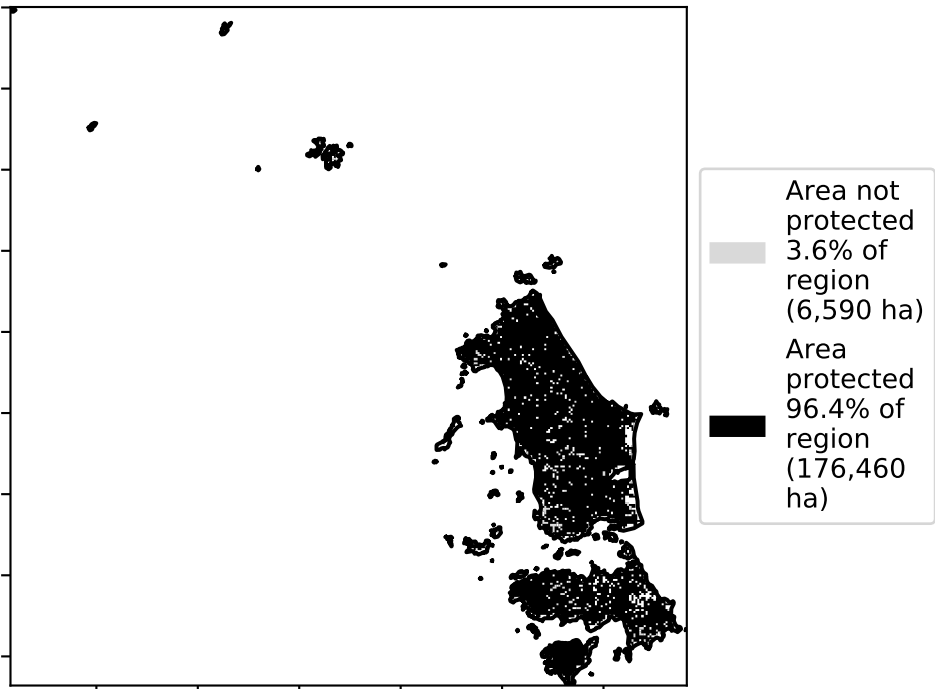 Area not
protected
3.6% of
region
(6,590 ha)
Area
protected
96.4% of
region
(176,460
ha)